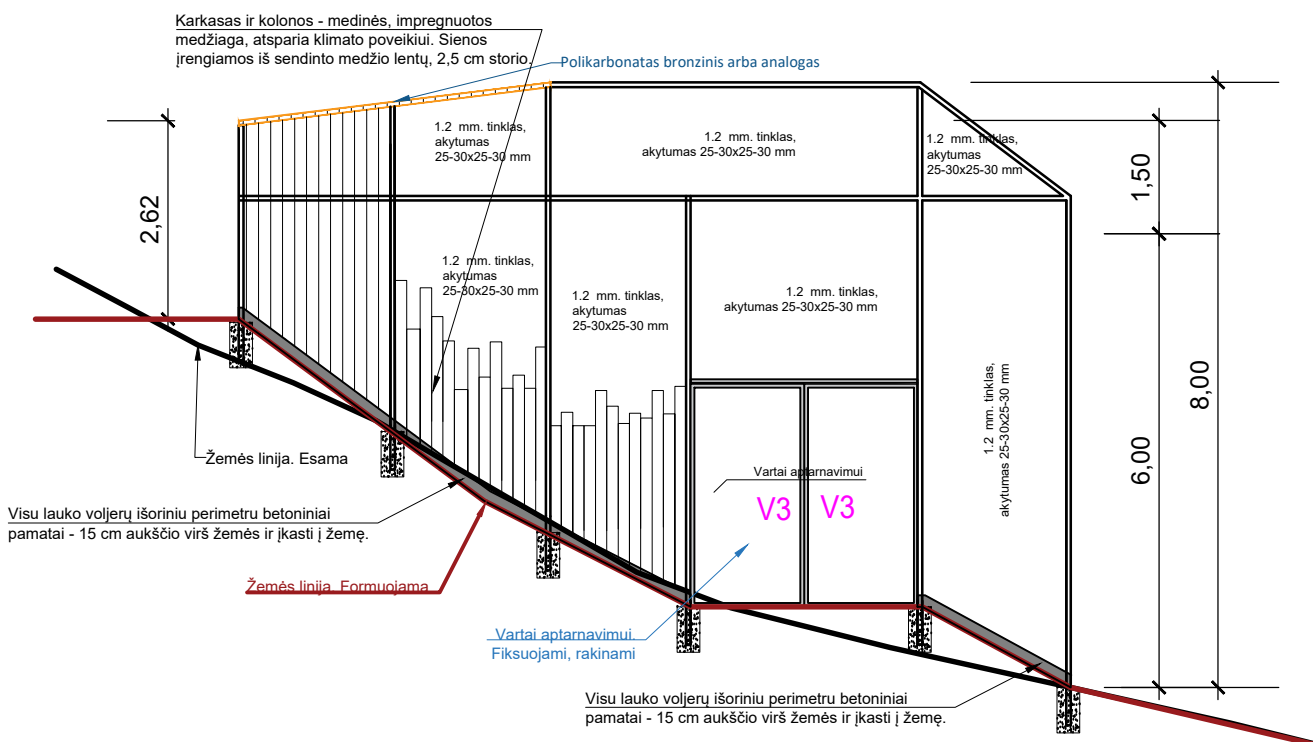 Karkasas ir kolonos - medinės, impregnuotos
medžiaga, atsparia klimato poveikiui. Sienos
įrengiamos iš sendinto medžio lentų, 2,5 cm storio.
Polikarbonatas bronzinis arba analogas
1.2 mm. tinklas,
akytumas
25-30x25-30 mm
1.2 mm. tinklas,
akytumas 25-30x25-30 mm
1.2 mm. tinklas,
akytumas
25-30x25-30 mm
2,62
1,50
8,00
6,00
1.2 mm. tinklas,
akytumas
25-30x25-30 mm
1.2 mm. tinklas,
akytumas
25-30x25-30 mm
1.2 mm. tinklas,
akytumas 25-30x25-30 mm
1.2 mm. tinklas,
akytumas 25-30x25-30 mm
Žemės linija. Esama
Vartai aptarnavimui
V3
V3
Visu lauko voljerų išoriniu perimetru betoniniai
pamatai - 15 cm aukščio virš žemės ir įkasti į žemę.
Žemės linija. Formuojama
Vartai aptarnavimui.
Fiksuojami, rakinami
Visu lauko voljerų išoriniu perimetru betoniniai
pamatai - 15 cm aukščio virš žemės ir įkasti į žemę.